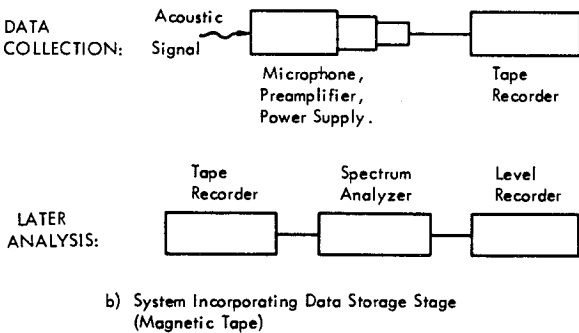 DATA
COLLECTION:
Acoustic
Signal
Microphone,
Preamplifier,
Power Supply.
Tape
Recorder
LATER
ANALYSIS:
Tape
Recorder
Spectrum
Analyzer
Level
Recorder
b) System Incorporating Data Storage Stage
(Magnetic Tape)